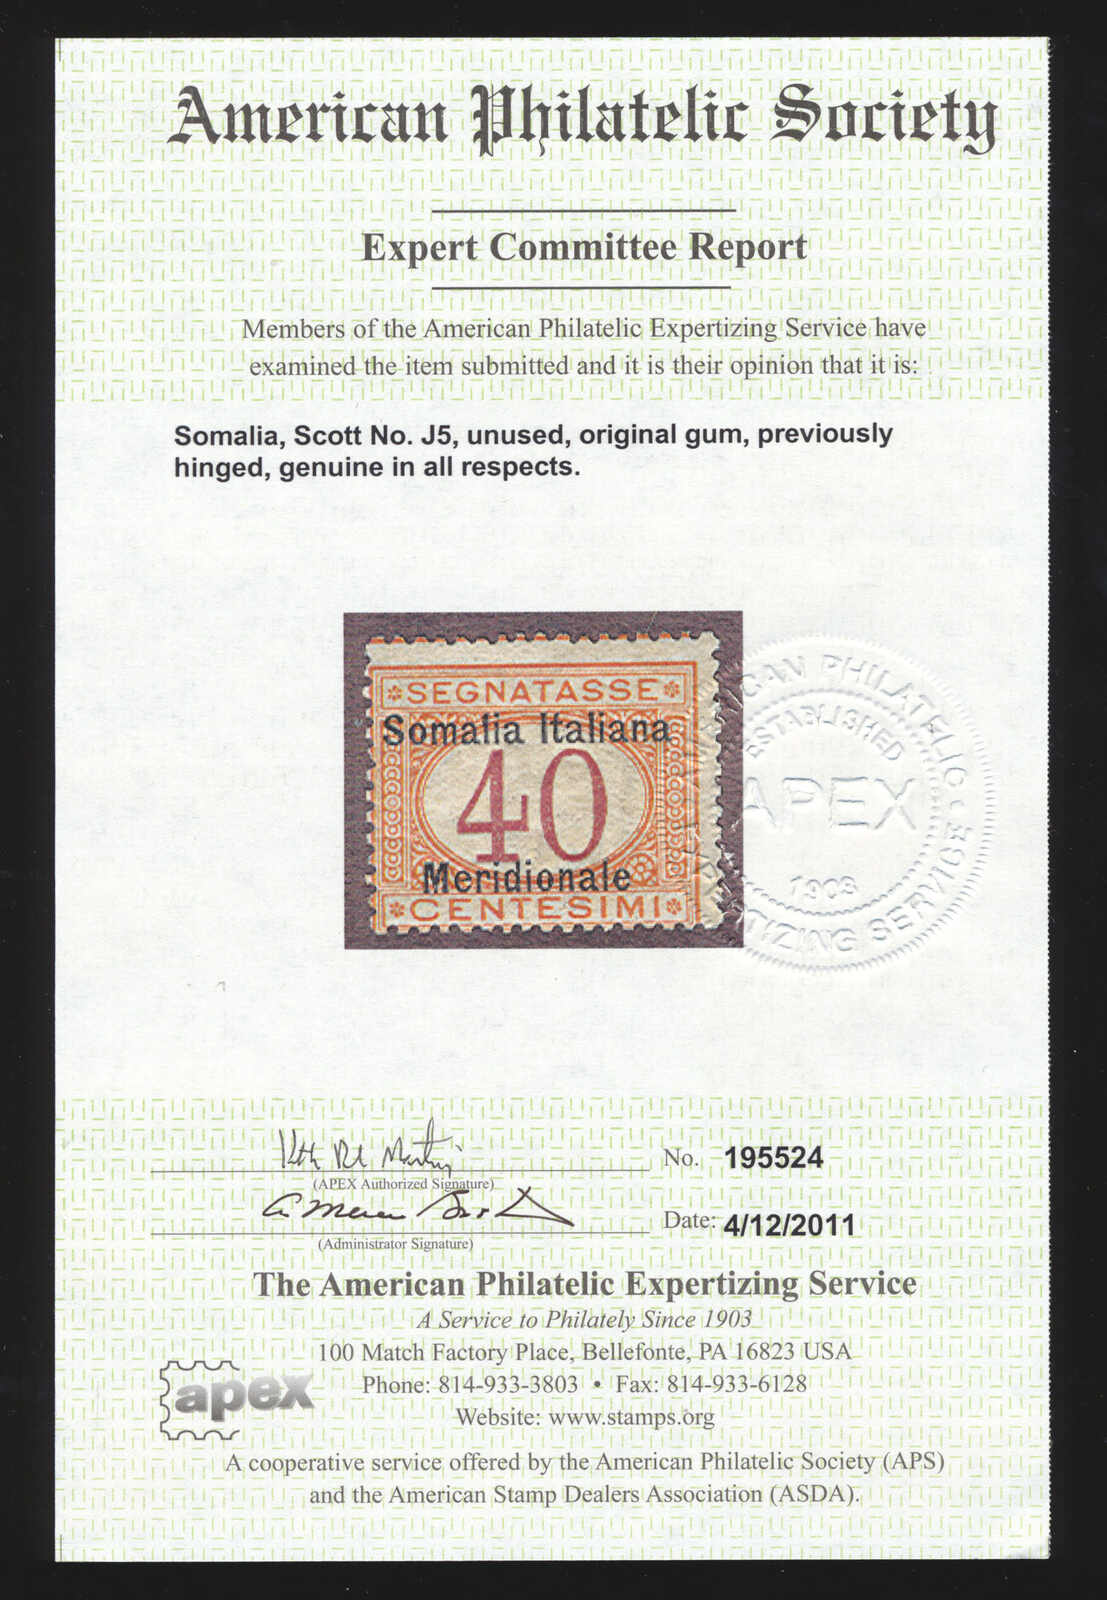 American Philatelic Society
Expert Committee Report
Members of the American Philatelic Expertizing Service have
examined the item submitted and it is their opinion that it is:
Somalia, Scott No. J5, unused, original gum, previously
hinged, genuine in all respects.
SEGNATASSE
Somalia Italiana
40
Meridionale
CENTESIMI
PHILATELIC
ESTABLISHED
APEX
1903
SERVICE
No. 195524
(APEX Authorized Signature)
Date: 4/12/2011
(Administrator Signature)
The American Philatelic Expertizing Service
A Service to Philately Since 1903
100 Match Factory Place, Bellefonte, PA 16823 USA
apex
Phone: 814-933-3803 • Fax: 814-933-6128
Website: www.stamps.org
A cooperative service offered by the American Philatelic Society (APS)
and the American Stamp Dealers Association (ASDA).